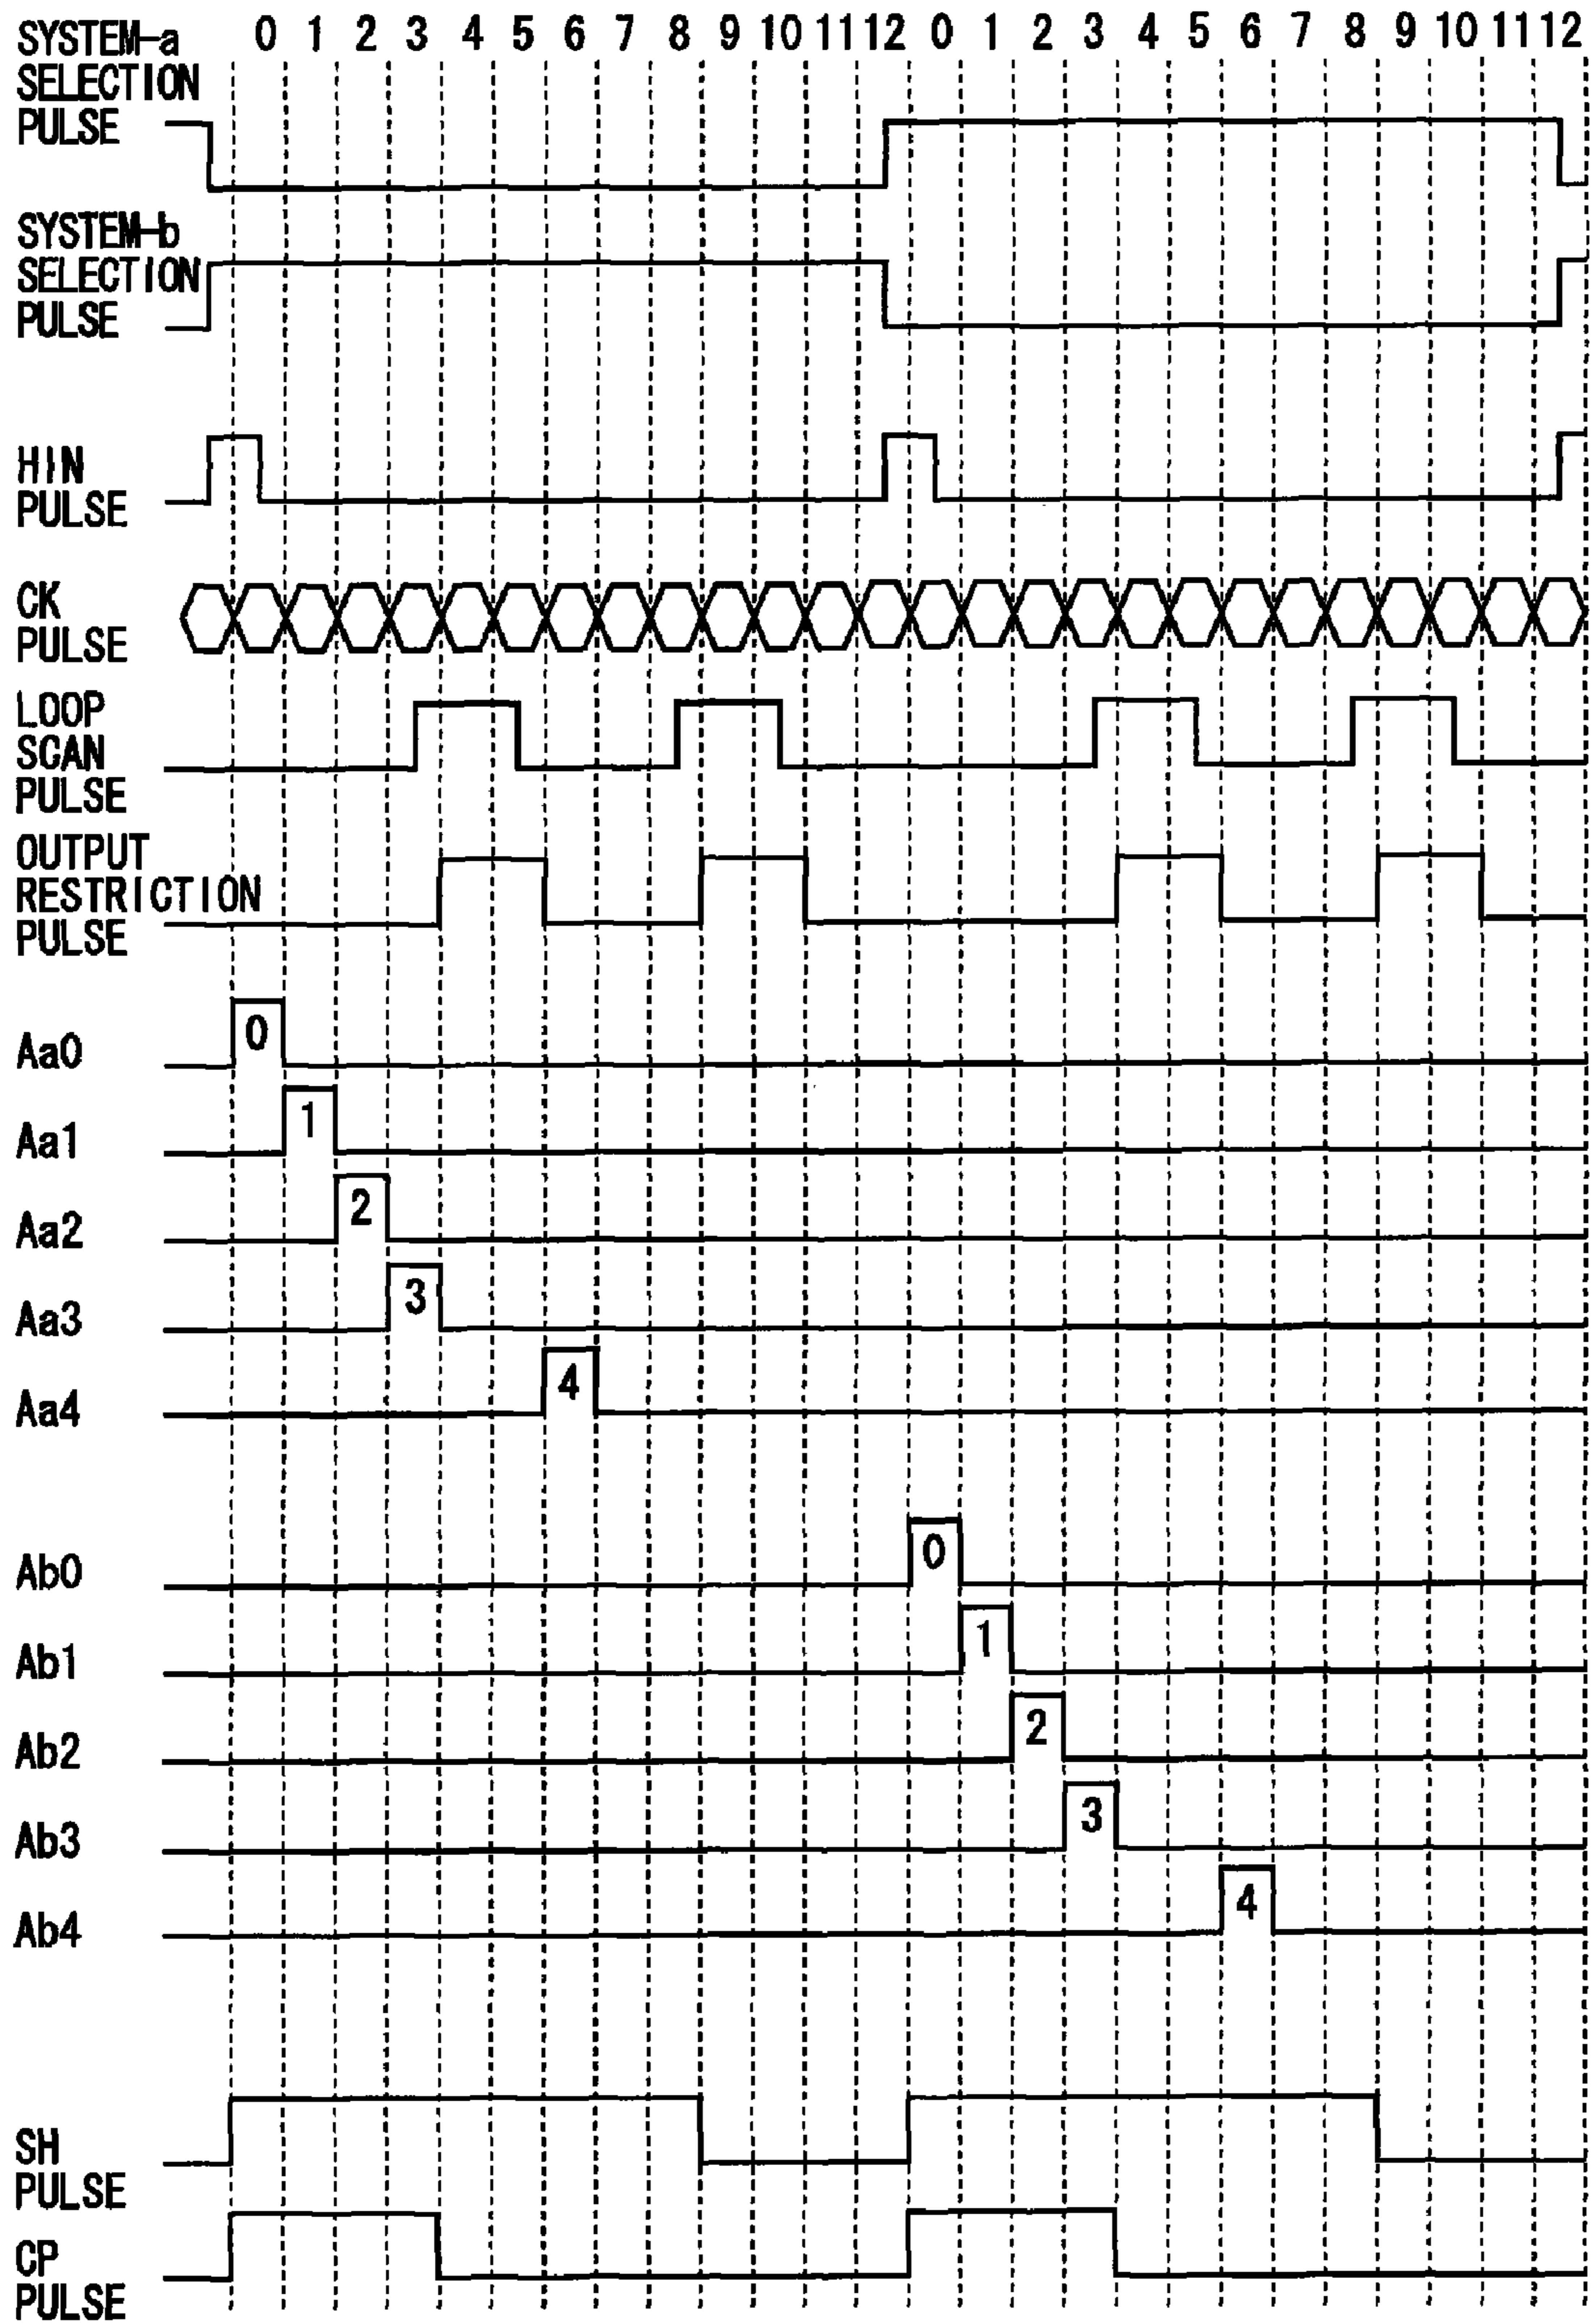 0 1 2 3 4 5 6 7 8 9 10 11 12 0 1 2 3 4 5 6 7 8 9 10 11 12
SYSTEM-a
SELECTION
PULSE
SYSTEM-b
SELECTION
PULSE
HIN
PULSE
CK
PULSE
LOOP
SCAN
PULSE
OUTPUT
RESTRICTION
PULSE
Aa0 0
Aa1 1
Aa2 2
Aa3 3
Aa4 4
Ab0 0
Ab1 1
Ab2 2
Ab3 3
Ab4 4
SH
PULSE
CP
PULSE